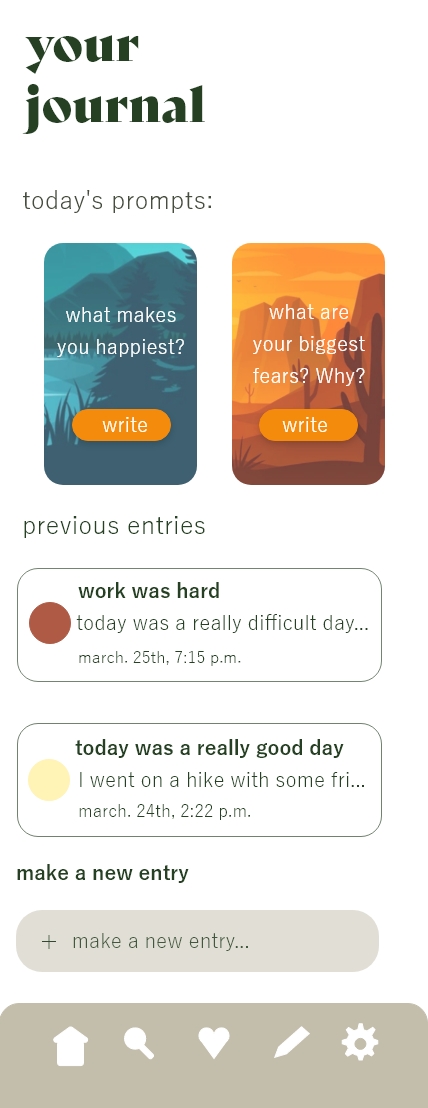 your
journal
today's prompts:
what makes
you happiest?
write
what are
your biggest
fears? Why?
write
previous entries
work was hard
today was a really difficult day...
march. 25th, 7:15 p.m.
today was a really good day
I went on a hike with some fri...
march. 24th, 2:22 p.m.
make a new entry
+ make a new entry...